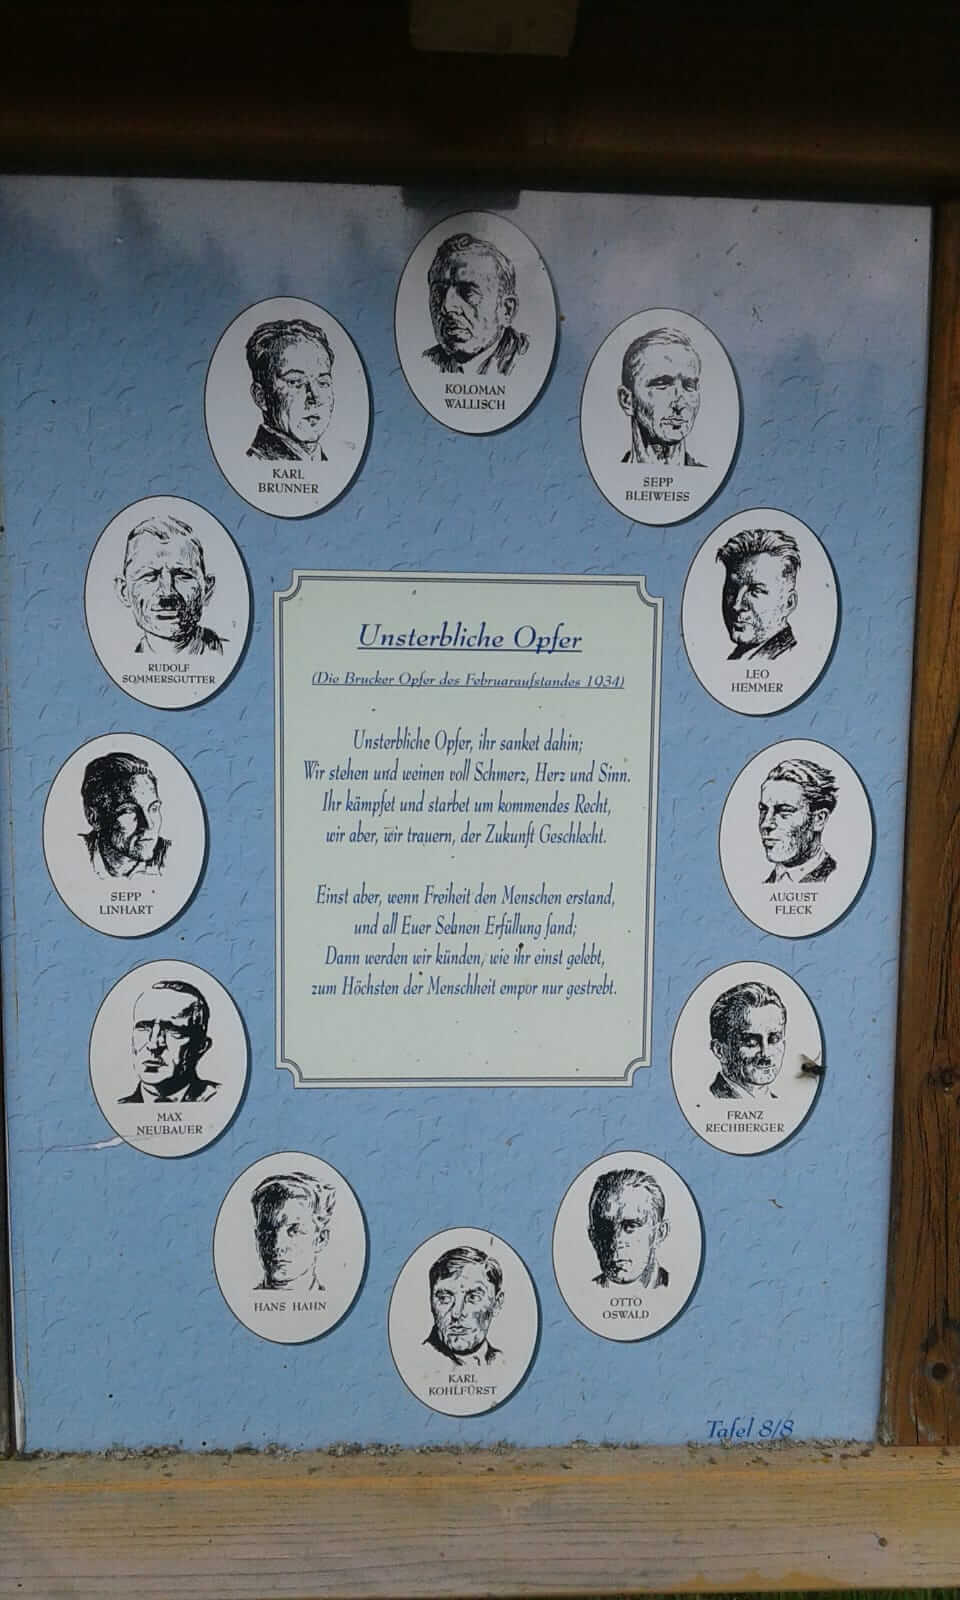 KOLOMAN
WALLISCH
KARL
BRUNNER
SEPP
BLEIWEISS
RUDOLF
SOMMERSGUTTER
LEO
HEMMER
Unsterbliche Opfer
(Die Brucker Opfer des Februaraufstandes 1934)
Unsterbliche Opfer, ihr sanket dahin;
Wir stehen und weinen voll Schmerz, Herz und Sinn.
Ihr kämpfet und starbet um kommendes Recht,
wir aber, wir trauern, der Zukunft Geschlecht.
Einst aber, wenn Freiheit den Menschen erstand,
und all Euer Sehnen Erfüllung fand;
Dann werden wir künden, wie ihr einst gelebt,
zum Höchsten der Menschheit empor nur gestrebt.
SEPP
LINHART
AUGUST
FLECK
MAX
NEUBAUER
FRANZ
RECHBERGER
HANS HAHN
OTTO
OSWALD
KARL
KOHLFÜRST
Tafel 8/8